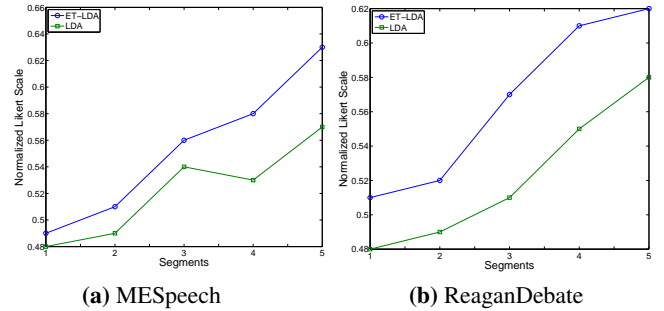 0.66
0.64
0.62
0.6
0.58
0.56
0.54
0.52
0.5
0.48
Normalized Likert Scale
ET−LDA
LDA
1 2 3 4 5
Segments
(a) MESpeech
0.62
0.6
0.58
0.56
0.54
0.52
0.5
0.48
Normalized Likert Scale
ET−LDA
LDA
1 2 3 4 5
Segments
(b) ReaganDebate